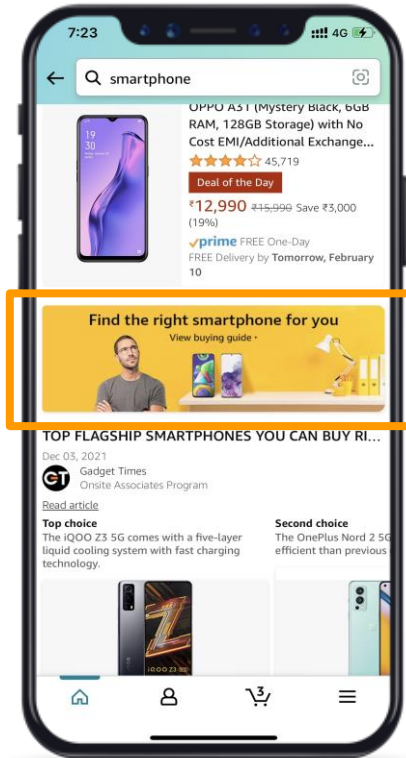 7:23
4G
smartphone
OPPO A31 (Mystery Black, 6GB
RAM, 128GB Storage) with No
Cost EMI/Additional Exchange...
45,719
Deal of the Day
₹12,990 ₹15,990 Save ₹3,000
(19%)
prime FREE One-Day
FREE Delivery by Tomorrow, February
10
19
30
Find the right smartphone for you
View buying guide
TOP FLAGSHIP SMARTPHONES YOU CAN BUY RI...
Dec 03, 2021
GT
Gadget Times
Onsite Associates Program
Read article
Top choice
The iQOO Z3 5G comes with a five-layer
liquid cooling system with fast charging
technology.
Second choice
The OnePlus Nord 2 5G
efficient than previous
iQOO Z3
3